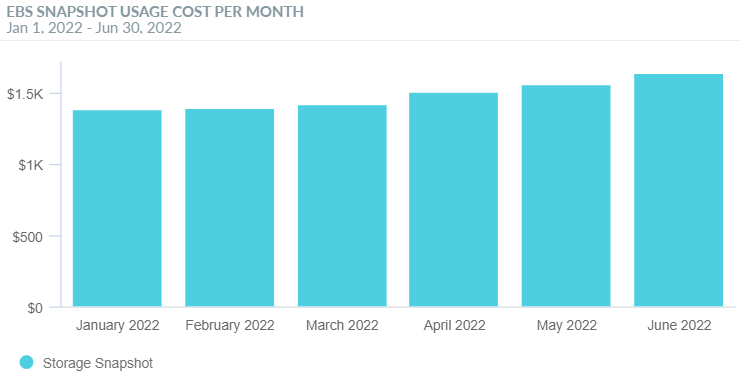 EBS SNAPSHOT USAGE COST PER MONTH
Jan 1, 2022 - Jun 30, 2022
$1.5K
$1K
$500
$0
January 2022 February 2022 March 2022 April 2022 May 2022 June 2022
Storage Snapshot